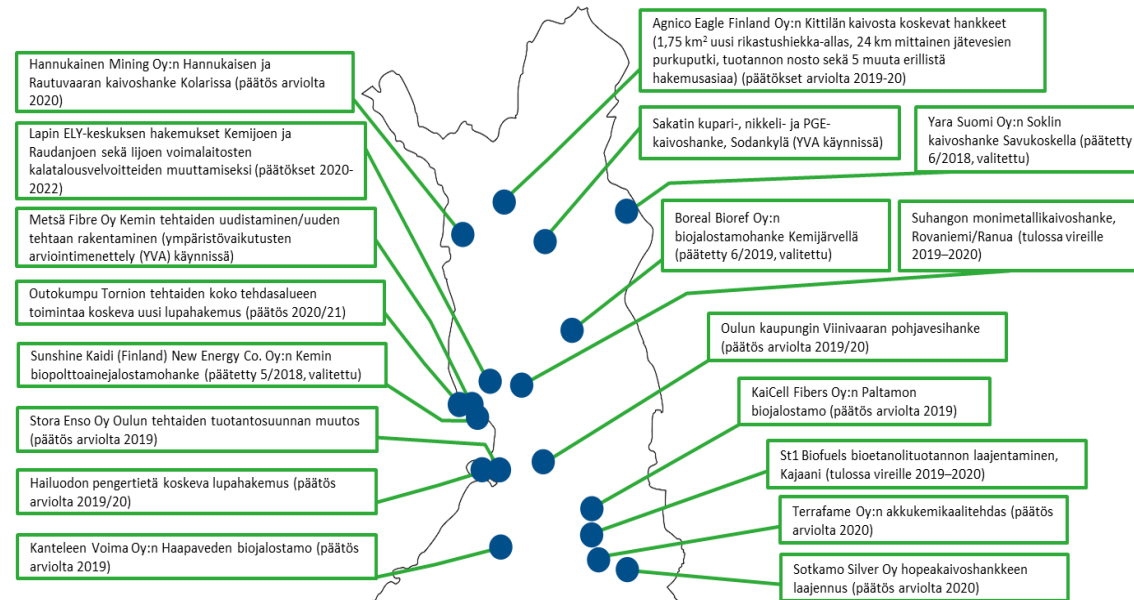 Hannukainen Mining Oy:n Hannukaisen ja
Rautuvaaran kaivoshanke Kolarissa (päätös arviolta
2020)
Lapin ELY-keskuksen hakemukset Kemijoen ja
Raudanjoen sekä Iijoen voimalaitosten
kalatalousvelvoitteiden muuttamiseksi (päätökset 2020-
2022)
Metsä Fibre Oy Kemin tehtaiden uudistaminen/uuden
tehtaan rakentaminen (ympäristövaikutusten
arviointimenettely (YVA) käynnissä)
Outokumpu Tornion tehtaiden koko tehdasalueen
toimintaa koskeva uusi lupahakemus (päätös 2020/21)
Sunshine Kaidi (Finland) New Energy Co. Oy:n Kemin
biopolttoainejalostamohanke (päätetty 5/2018, valitettu)
Stora Enso Oy Oulun tehtaiden tuotantosuunnan muutos
(päätös arviolta 2019)
Hailuodon pengertietä koskeva lupahakemus (päätös
arviolta 2019/20)
Kanteleen Voima Oy:n Haapaveden biojalostamo (päätös
arviolta 2019)
Agnico Eagle Finland Oy:n Kittilän kaivosta koskevat hankkeet
(1,75 km² uusi rikastushiekka-allas, 24 km mittainen jätevesien
purkuputki, tuotannon nosto sekä 5 muuta erillistä
hakemusasiaa) (päätökset arviolta 2019-20)
Sakatin kupari-, nikkeli- ja PGE-
kaivoshanke, Sodankylä (YVA käynnissä)
Yara Suomi Oy:n Soklin
kaivoshanke Savukoskella (päätetty
6/2018, valitettu)
Boreal Bioref Oy:n
biojalostamohanke Kemijärvellä
(päätetty 6/2019, valitettu)
Suhangon monimetallikaivoshanke,
Rovaniemi/Ranua (tulossa vireille
2019–2020)
Oulun kaupungin Viinivaaran pohjavesihanke
(päätös arviolta 2019/20)
KaiCell Fibers Oy:n Paltamon
biojalostamo (päätös arviolta 2019)
St1 Biofuels bioetanolituotannon laajentaminen,
Kajaani (tulossa vireille 2019–2020)
Terrafame Oy:n akkukemikaalitehdas (päätös
arviolta 2020)
Sotkamo Silver Oy hopeakaivoshankkeen
laajennus (päätös arviolta 2020)